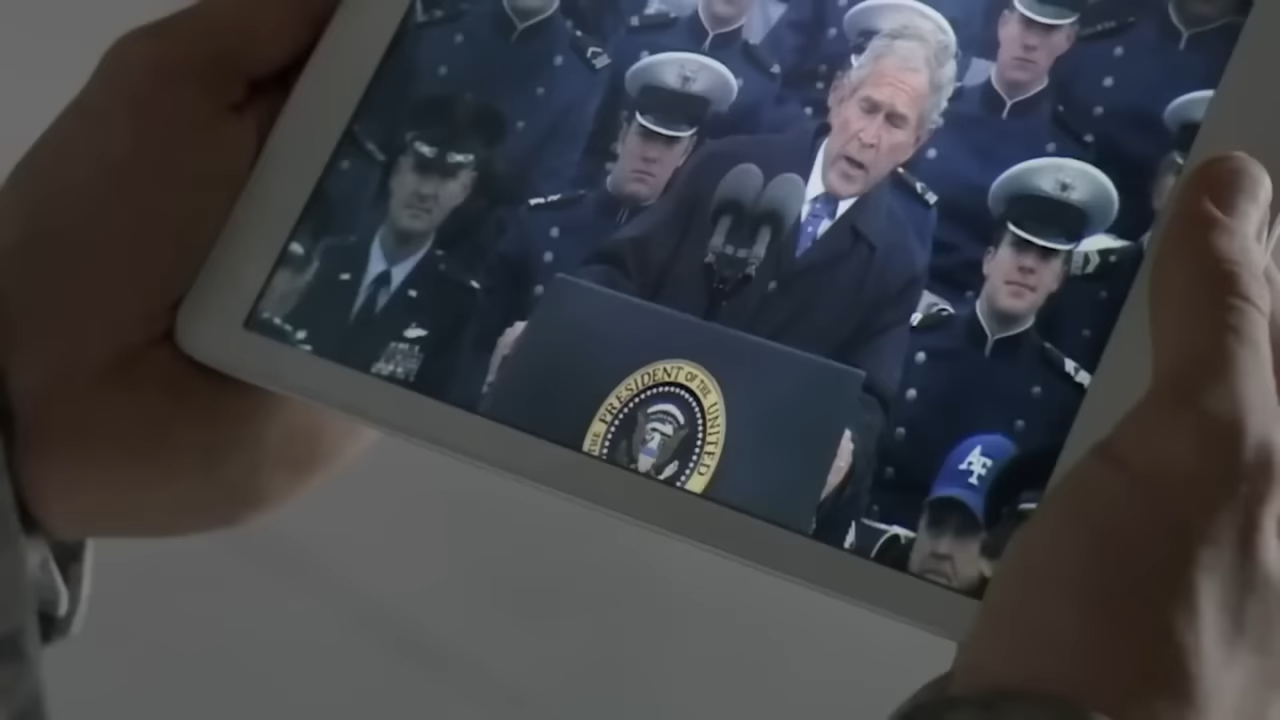 THE PRESIDENT OF THE UNITED
AF